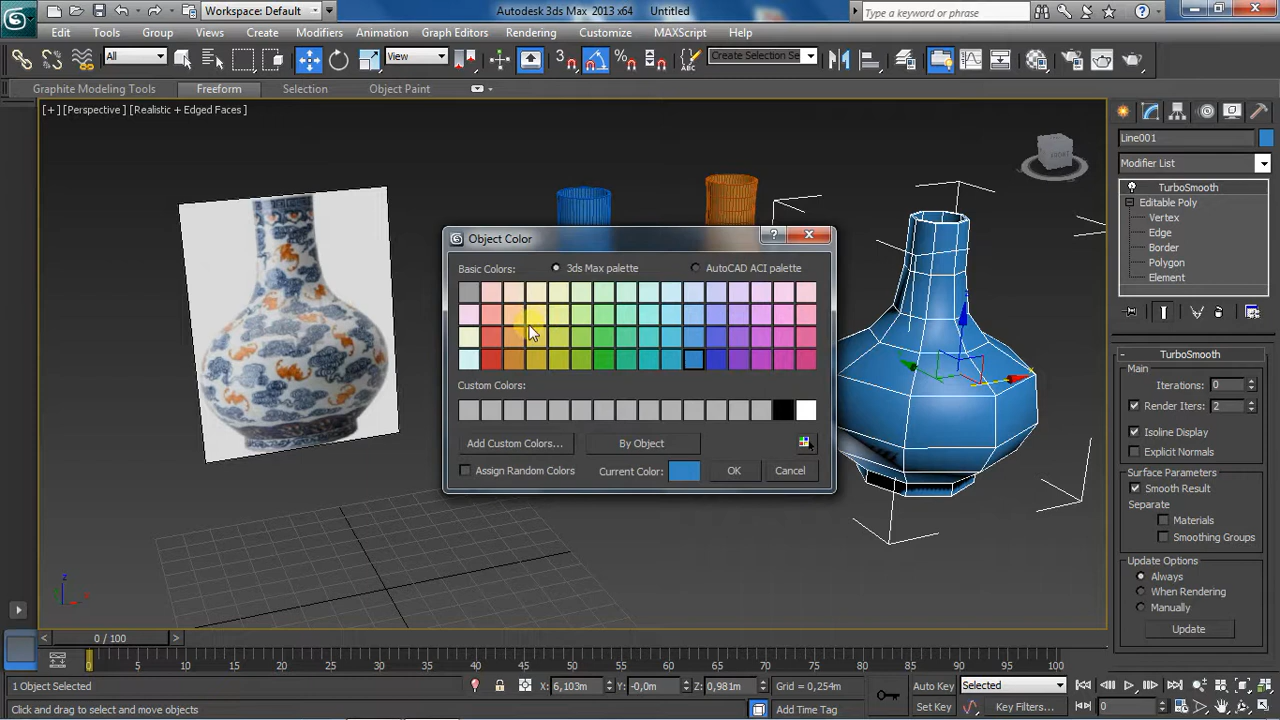 Workspace: Default
Autodesk 3ds Max 2013 x64
Untitled
Type a keyword or phrase
Edit
Tools
Group
Views
Create
Modifiers
Animation
Graph Editors
Rendering
Customize
MAXScript
Help
All
View
Create Selection Set
Graphite Modeling Tools
Freeform
Selection
Object Paint
[+] [Perspective] [Realistic + Edged Faces]
FRONT
Line001
Modifier List
TurboSmooth
Editable Poly
Vertex
Edge
Border
Polygon
Element
Object Color
Basic Colors:
3ds Max palette
AutoCAD ACI palette
Custom Colors:
Add Custom Colors...
By Object
Assign Random Colors
Current Color:
OK
Cancel
TurboSmooth
Main
Iterations: 0
Render Iters: 2
Isoline Display
Explicit Normals
Surface Parameters
Smooth Result
Separate
Materials
Smoothing Groups
Update Options
Always
When Rendering
Manually
Update
z
0 / 100
0 5 10 15 20 25 30 35 40 45 50 55 60 65 70 75 80 85 90 95 100
1 Object Selected
X: 6,103m
Y: -0,0m
Z: 0,981m
Grid = 0,254m
Auto Key
Selected
Click and drag to select and move objects
Add Time Tag
Set Key
Key Filters...
0